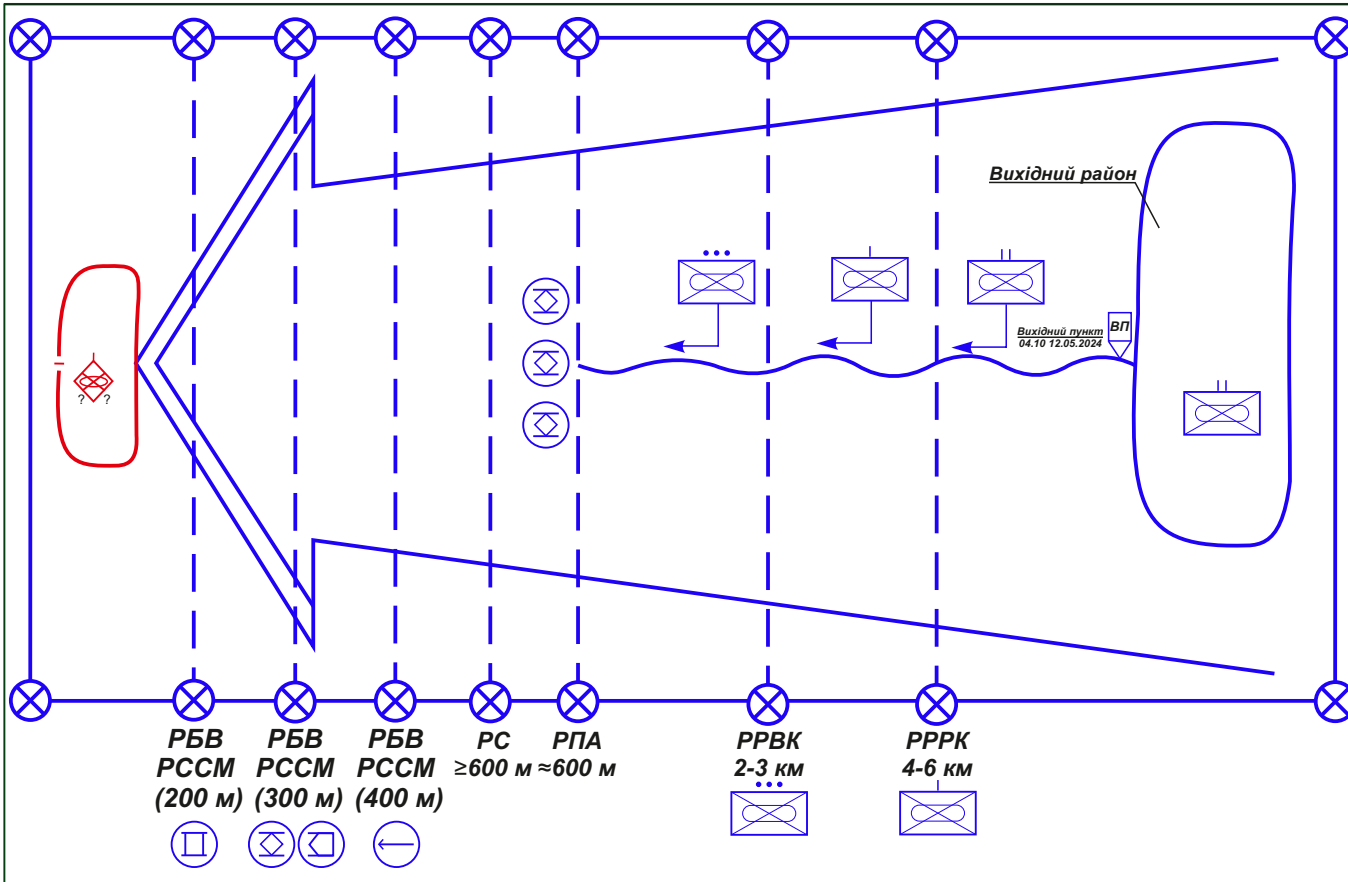 Вихідний район
Вихідний пункт
04.10 12.05.2024
ВП
? ?
РБВ
РССМ
(200 м)
РБВ
РССМ
(300 м)
РБВ
РССМ
(400 м)
РС
≥600 м
РПА
≈600 м
РРВК
2-3 км
РРРК
4-6 км